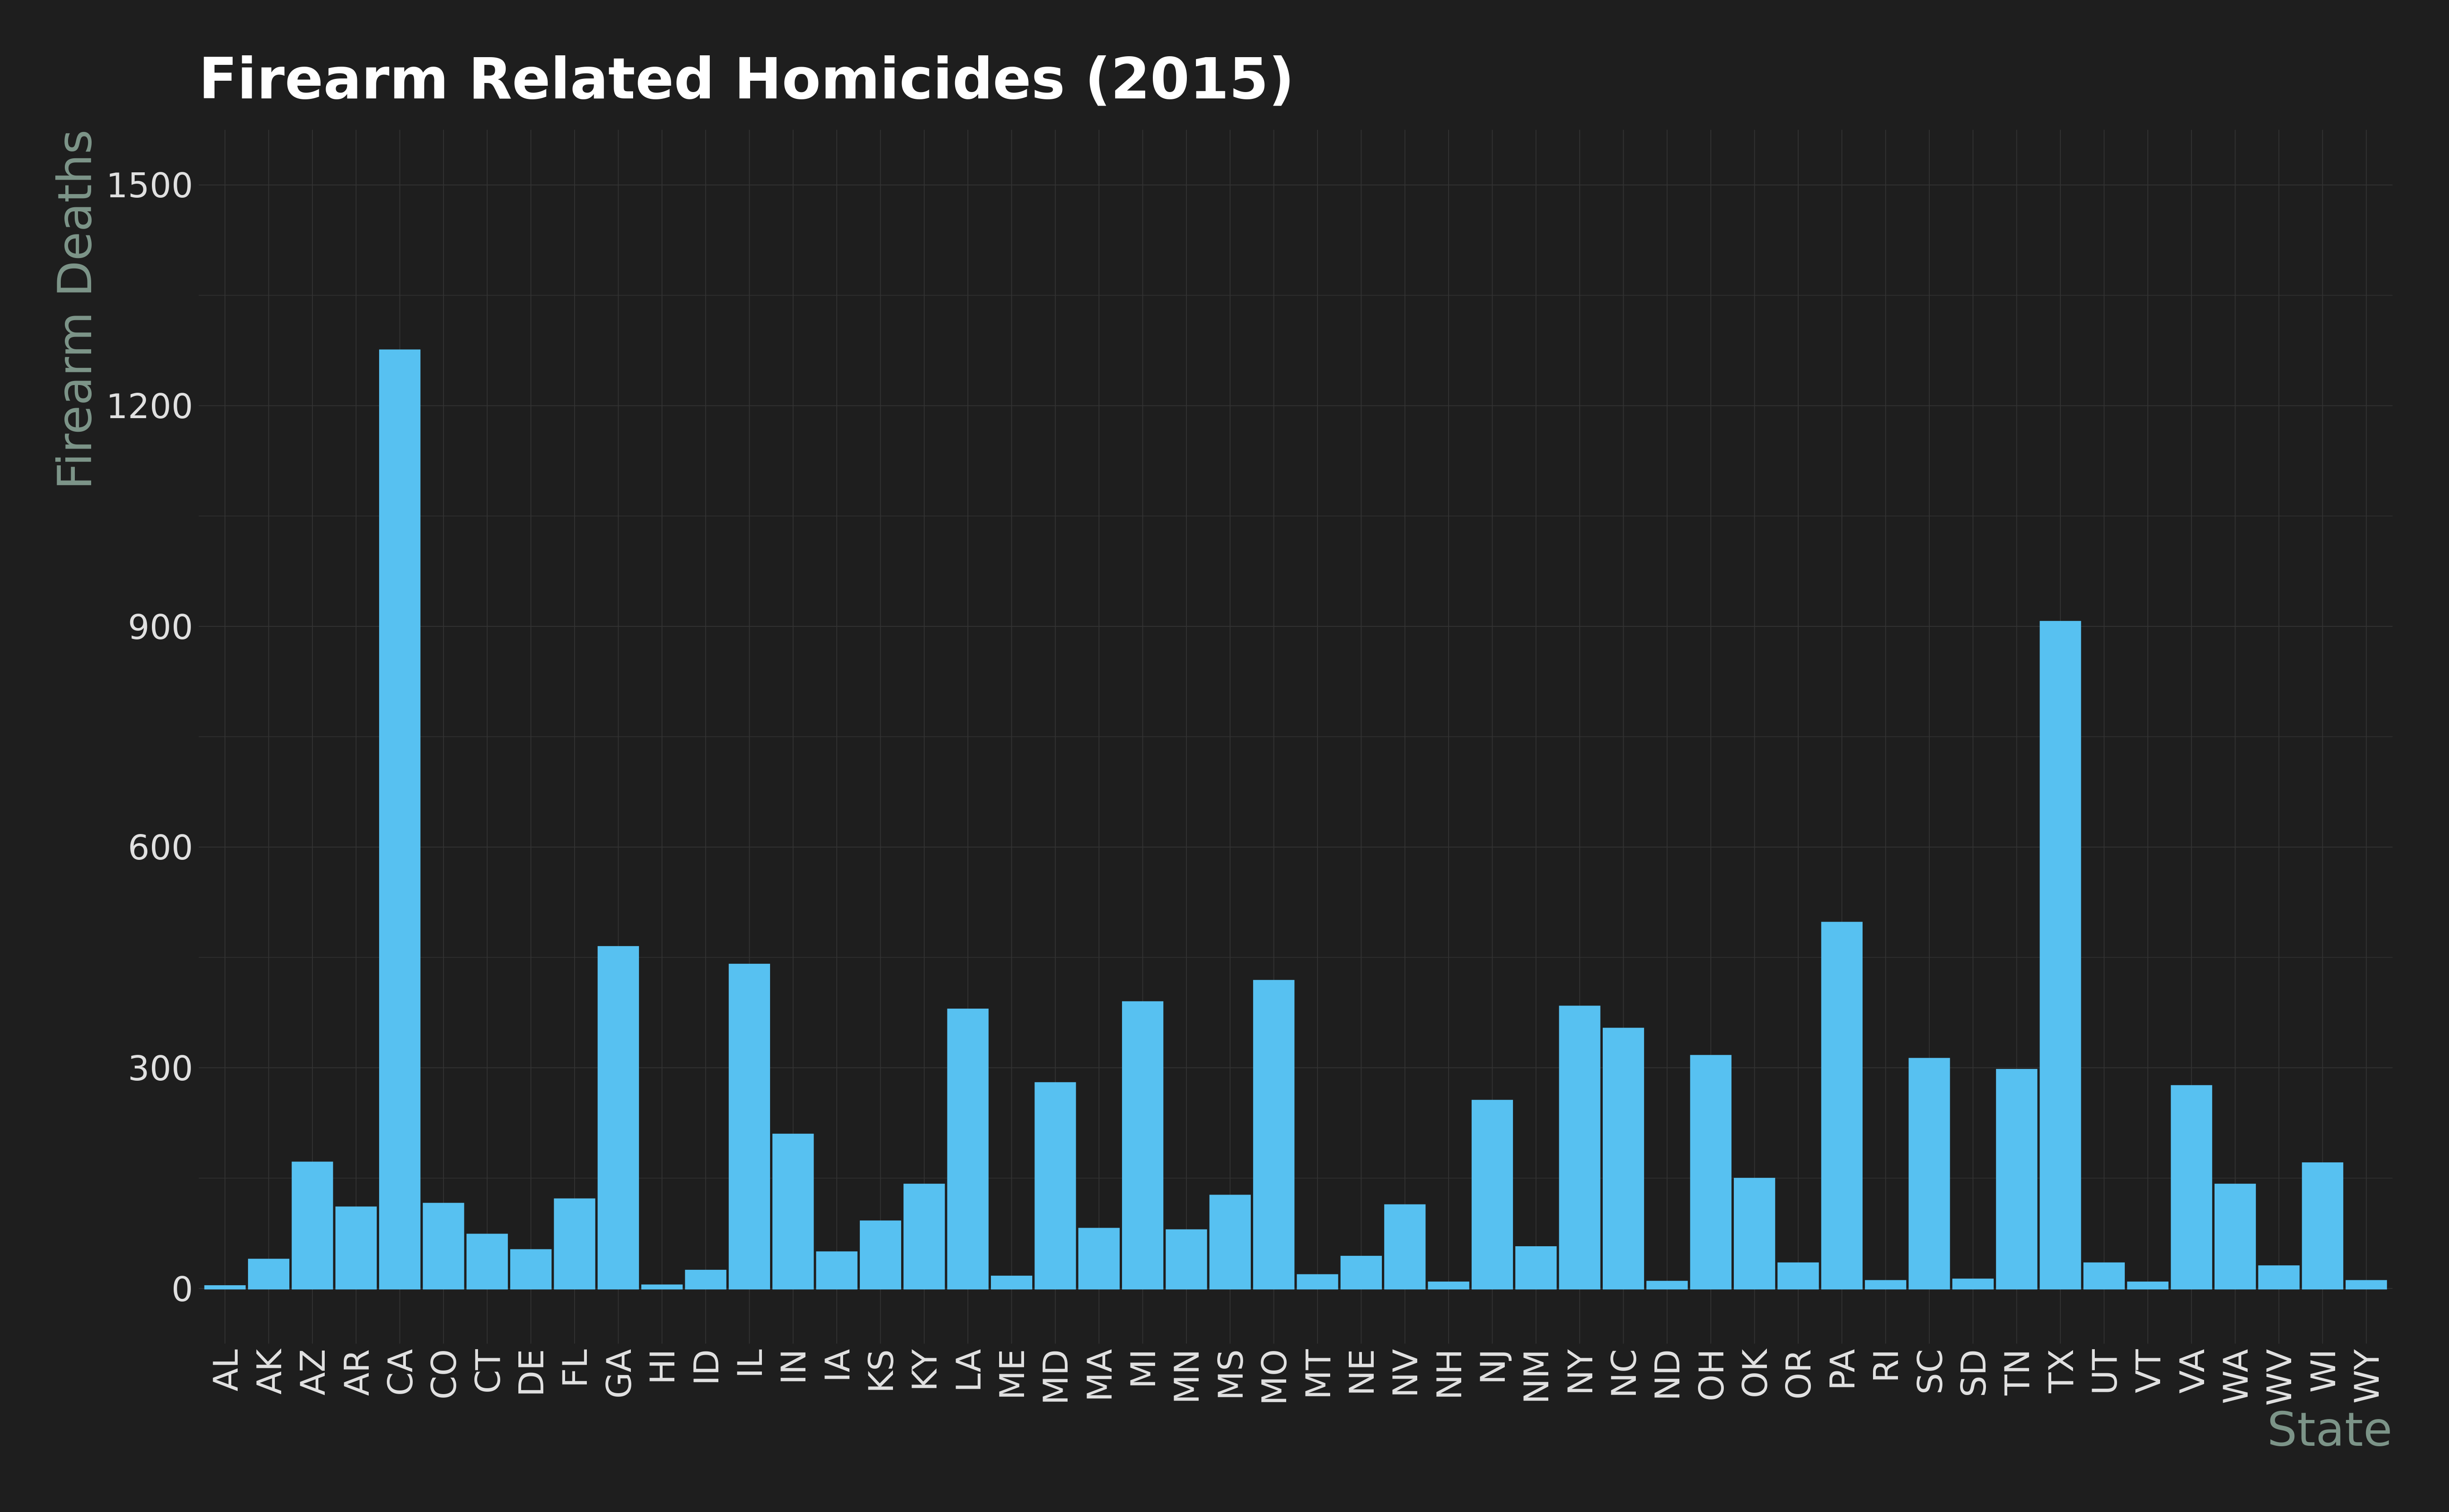 Firearm Related Homicides (2015)
Firearm Deaths
1500
1200
900
600
300
0
AL AK AZ AR CA CO CT DE FL GA HI ID IL IN IA KS KY LA ME MD MA MI MN MS MO MT NE NV NH NJ NM NY NC ND OH OK OR PA RI SC SD TN TX UT VT VA WA WV WI WY
State